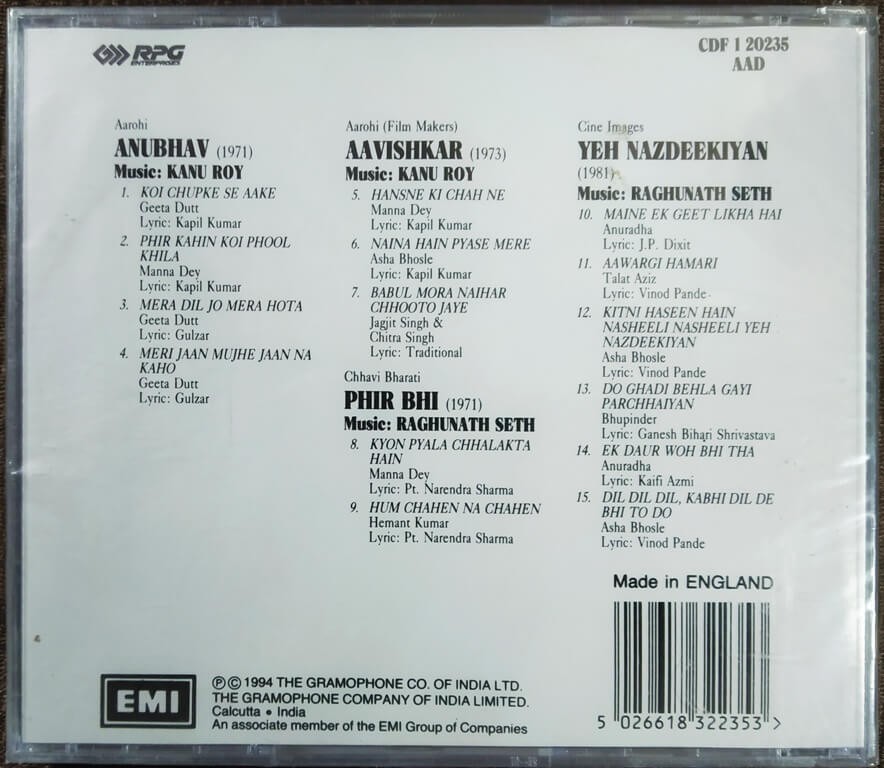 RPG
ENTERPRISES
CDF 1 20235
AAD
Aarohi
ANUBHAV (1971)
Music: KANU ROY
1. KOI CHUPKE SE AAKE
Geeta Dutt
Lyric: Kapil Kumar
2. PHIR KAHIN KOI PHOOL
KHILA
Manna Dey
Lyric: Kapil Kumar
3. MERA DIL JO MERA HOTA
Geeta Dutt
Lyric: Gulzar
4. MERI JAAN MUJHE JAAN NA
KAHO
Geeta Dutt
Lyric: Gulzar
Aarohi (Film Makers)
AAVISHKAR (1973)
Music: KANU ROY
5. HANSNE KI CHAH NE
Manna Dey
Lyric: Kapil Kumar
6. NAINA HAIN PYASE MERE
Asha Bhosle
Lyric: Kapil Kumar
7. BABUL MORA NAIHAR
CHHOOTO JAYE
Jagjit Singh &
Chitra Singh
Lyric: Traditional
Chhavi Bharati
PHIR BHI (1971)
Music: RAGHUNATH SETH
8. KYON PYALA CHHALAKTA
HAIN
Manna Dey
Lyric: Pt. Narendra Sharma
9. HUM CHAHEN NA CHAHEN
Hemant Kumar
Lyric: Pt. Narendra Sharma
Cine Images
YEH NAZDEEKIYAN
(1981)
Music: RAGHUNATH SETH
10. MAINE EK GEET LIKHA HAI
Anuradha
Lyric: J.P. Dixit
11. AAWARGI HAMARI
Talat Aziz
Lyric: Vinod Pande
12. KITNI HASEEN HAIN
NASHEELI NASHEELI YEH
NAZDEEKIYAN
Asha Bhosle
Lyric: Vinod Pande
13. DO GHADI BEHLA GAYI
PARCHHAIYAN
Bhupinder
Lyric: Ganesh Bihari Shrivastava
14. EK DAUR WOH BHI THA
Anuradha
Lyric: Kaifi Azmi
15. DIL DIL DIL, KABHI DIL DE
BHI TO DO
Asha Bhosle
Lyric: Vinod Pande
Made in ENGLAND
5 026618 322353 >
EMI
℗ © 1994 THE GRAMOPHONE CO. OF INDIA LTD.
THE GRAMOPHONE COMPANY OF INDIA LIMITED.
Calcutta • India
An associate member of the EMI Group of Companies